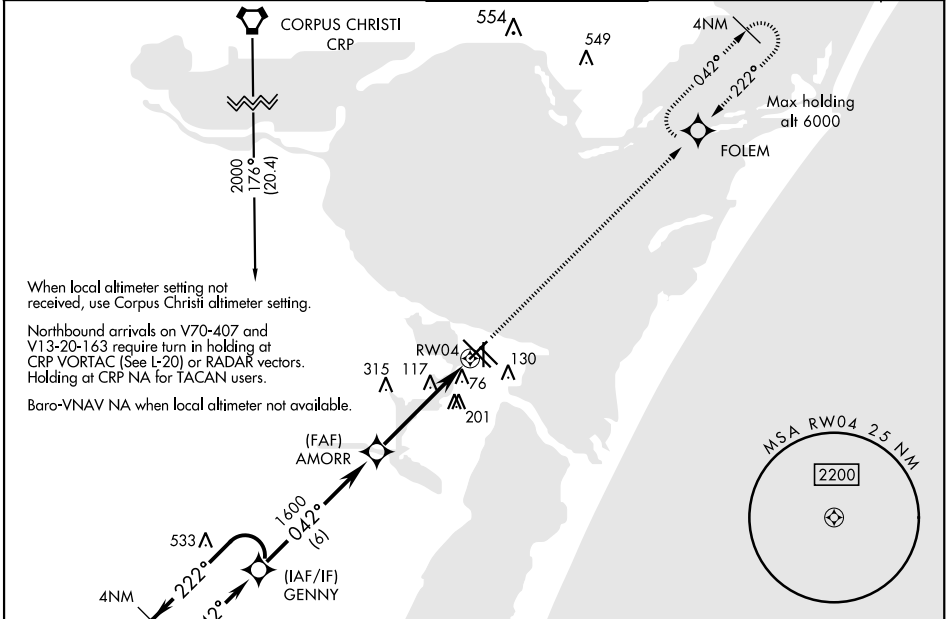 CORPUS CHRISTI
CRP
554
549
4NM
042°
222°
Max holding
alt 6000
FOLEM
2000
176°
(20.4)
When local altimeter setting not
received, use Corpus Christi altimeter setting.
Northbound arrivals on V70-407 and
V13-20-163 require turn in holding at
CRP VORTAC (See L-20) or RADAR vectors.
Holding at CRP NA for TACAN users.
Baro-VNAV NA when local altimeter not available.
RW04
315
117
76
130
201
(FAF)
AMORR
MSA RW04 25 NM
2200
1600
042°
(6)
533
222°
(IAF/IF)
GENNY
4NM